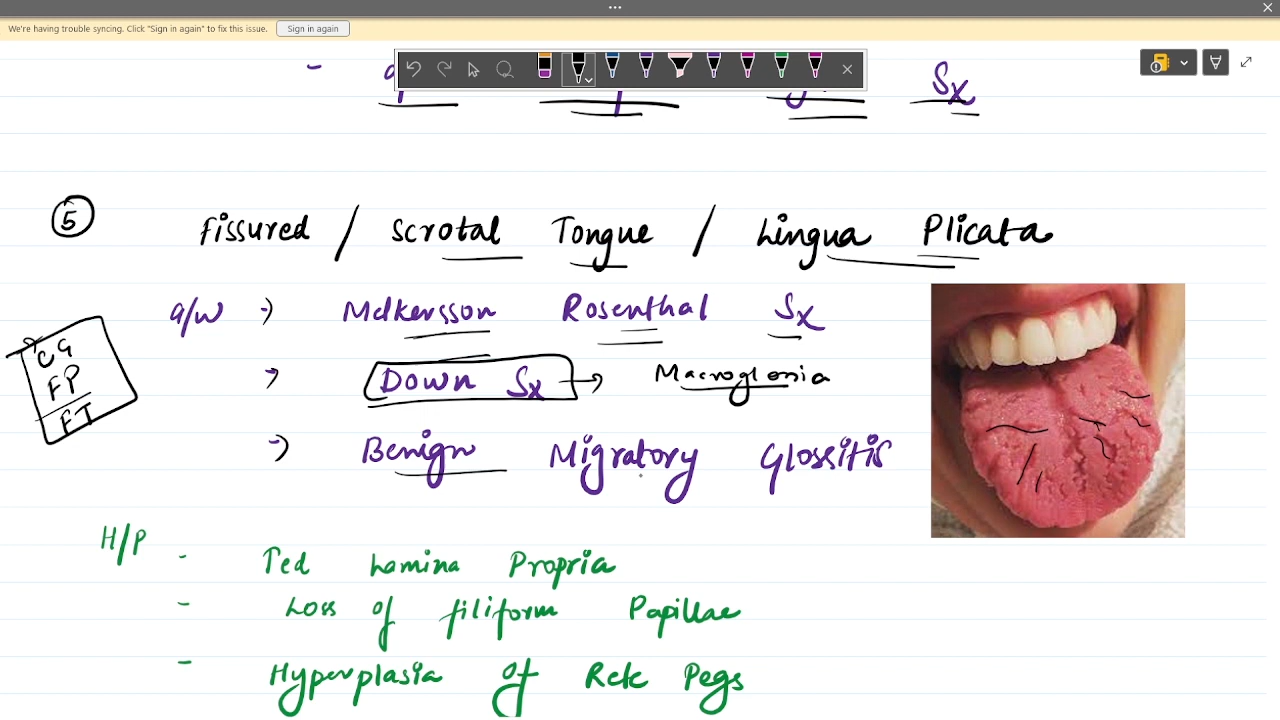 We're having trouble syncing. Click "Sign in again" to fix this issue. Sign in again
- Sx
5 Fissured / Scrotal Tongue / Lingua Plicata
a/w → Melkersson Rosenthal Sx
→ Down Sx → Macroglossia
→ Benign Migratory Glossitis
CG
FP
FT
H/P - ↑ed Lamina Propria
- Loss of filiform Papillae
- Hyperplasia of Rete Pegs